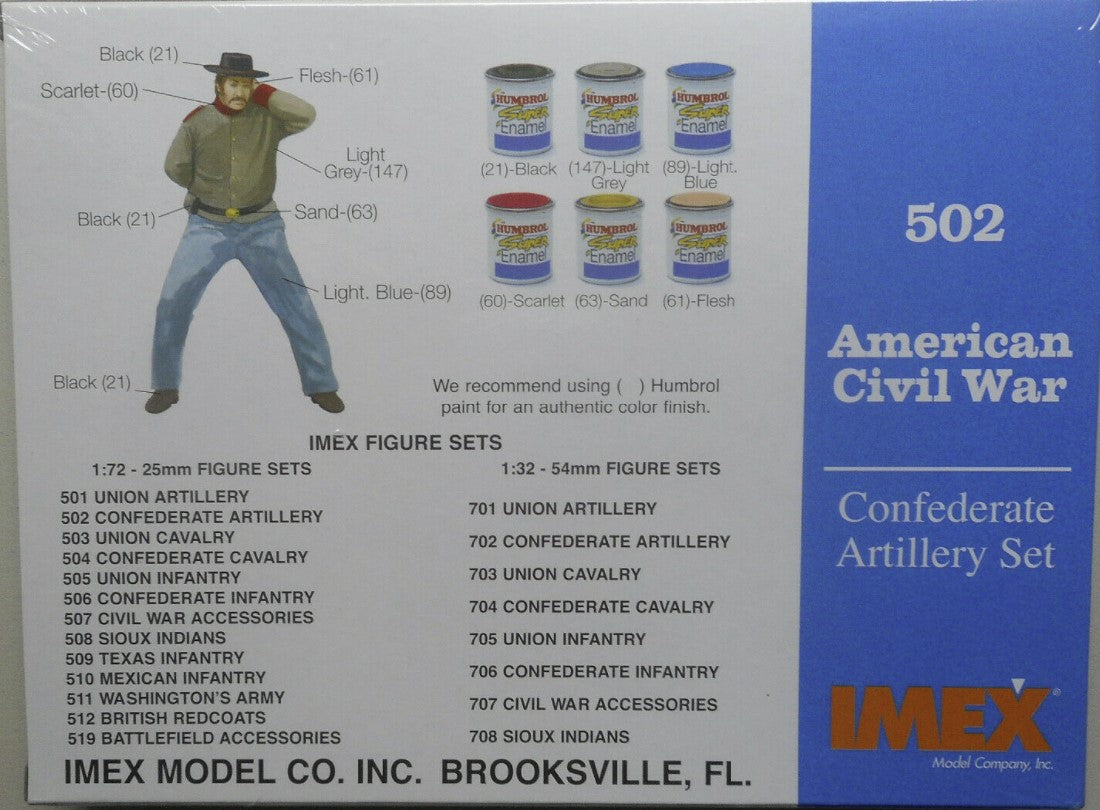 Black (21)
Flesh-(61)
Scarlet-(60)
Light
Grey-(147)
Black (21)
Sand-(63)
Light. Blue-(89)
Black (21)
HUMBROL
Super
Enamel
HUMBROL
Super
Enamel
HUMBROL
Super
Enamel
(21)-Black
(147)-Light
Grey
(89)-Light.
Blue
HUMBROL
Super
Enamel
HUMBROL
Super
Enamel
HUMBROL
Super
Enamel
(60)-Scarlet
(63)-Sand
(61)-Flesh
We recommend using (   ) Humbrol
paint for an authentic color finish.
IMEX FIGURE SETS
1:72 - 25mm FIGURE SETS
501 UNION ARTILLERY
502 CONFEDERATE ARTILLERY
503 UNION CAVALRY
504 CONFEDERATE CAVALRY
505 UNION INFANTRY
506 CONFEDERATE INFANTRY
507 CIVIL WAR ACCESSORIES
508 SIOUX INDIANS
509 TEXAS INFANTRY
510 MEXICAN INFANTRY
511 WASHINGTON'S ARMY
512 BRITISH REDCOATS
519 BATTLEFIELD ACCESSORIES
1:32 - 54mm FIGURE SETS
701 UNION ARTILLERY
702 CONFEDERATE ARTILLERY
703 UNION CAVALRY
704 CONFEDERATE CAVALRY
705 UNION INFANTRY
706 CONFEDERATE INFANTRY
707 CIVIL WAR ACCESSORIES
708 SIOUX INDIANS
IMEX MODEL CO. INC. BROOKSVILLE, FL.
502
American
Civil War
Confederate
Artillery Set
IMEX®
Model Company, Inc.